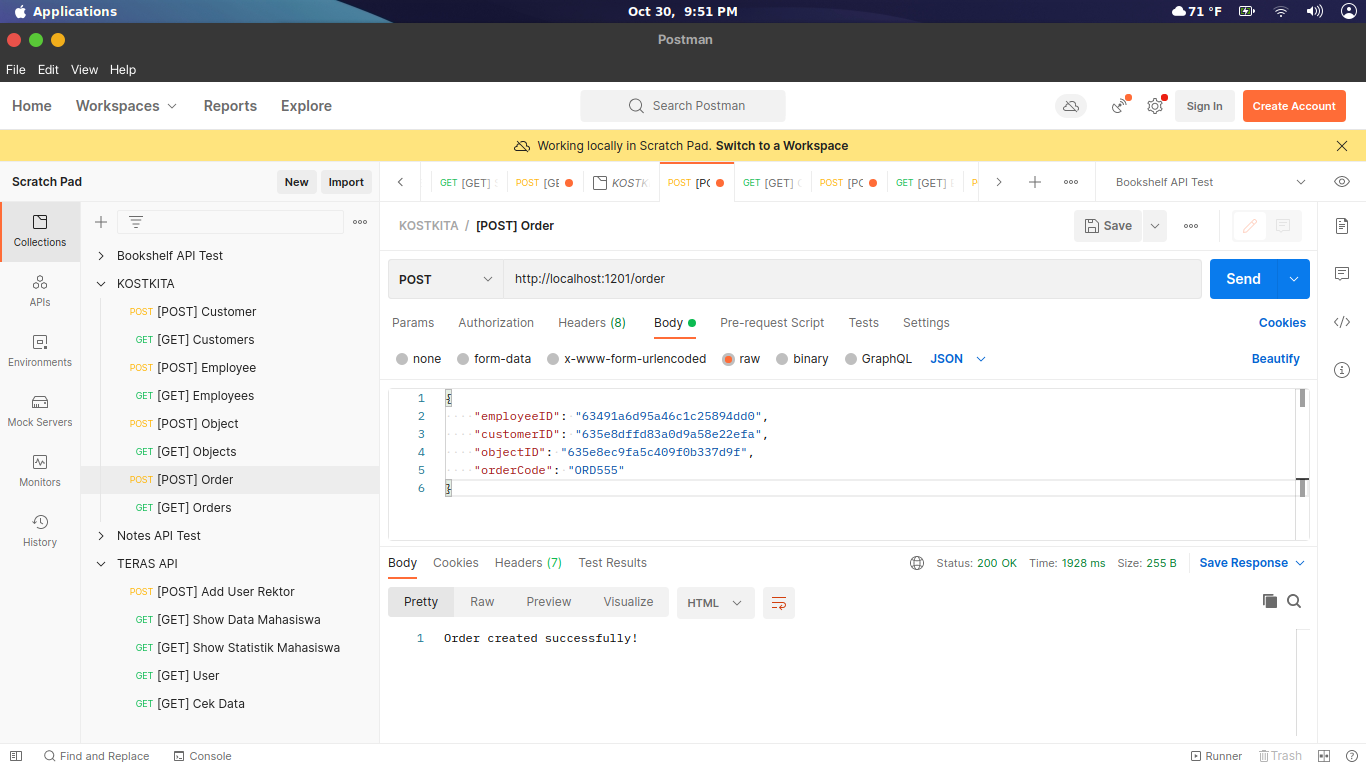 Applications
Oct 30, 9:51 PM
71 °F
Postman
File Edit View Help
Home Workspaces Reports Explore
Search Postman
Sign In
Create Account
Working locally in Scratch Pad. Switch to a Workspace
Scratch Pad
New
Import
GET [GET]
POST [GE
KOSTK
POST [PO
GET [GET]
POST [PO
GET [GET]
Bookshelf API Test
Collections
APIs
Environments
Mock Servers
Monitors
History
Bookshelf API Test
KOSTKITA
POST [POST] Customer
GET [GET] Customers
POST [POST] Employee
GET [GET] Employees
POST [POST] Object
GET [GET] Objects
POST [POST] Order
GET [GET] Orders
Notes API Test
TERAS API
POST [POST] Add User Rektor
GET [GET] Show Data Mahasiswa
GET [GET] Show Statistik Mahasiswa
GET [GET] User
GET [GET] Cek Data
KOSTKITA / [POST] Order
Save
POST
http://localhost:1201/order
Send
Params Authorization Headers (8) Body Pre-request Script Tests Settings
Cookies
none form-data x-www-form-urlencoded raw binary GraphQL JSON
Beautify
1 {
2 "employeeID": "63491a6d95a46c1c25894dd0",
3 "customerID": "635e8dffd83a0d9a58e22efa",
4 "objectID": "635e8ec9fa5c409f0b337d9f",
5 "orderCode": "ORD555"
6 }
Body Cookies Headers (7) Test Results
Status: 200 OK Time: 1928 ms Size: 255 B
Save Response
Pretty Raw Preview Visualize
HTML
1 Order created successfully!
Find and Replace
Console
Runner
Trash